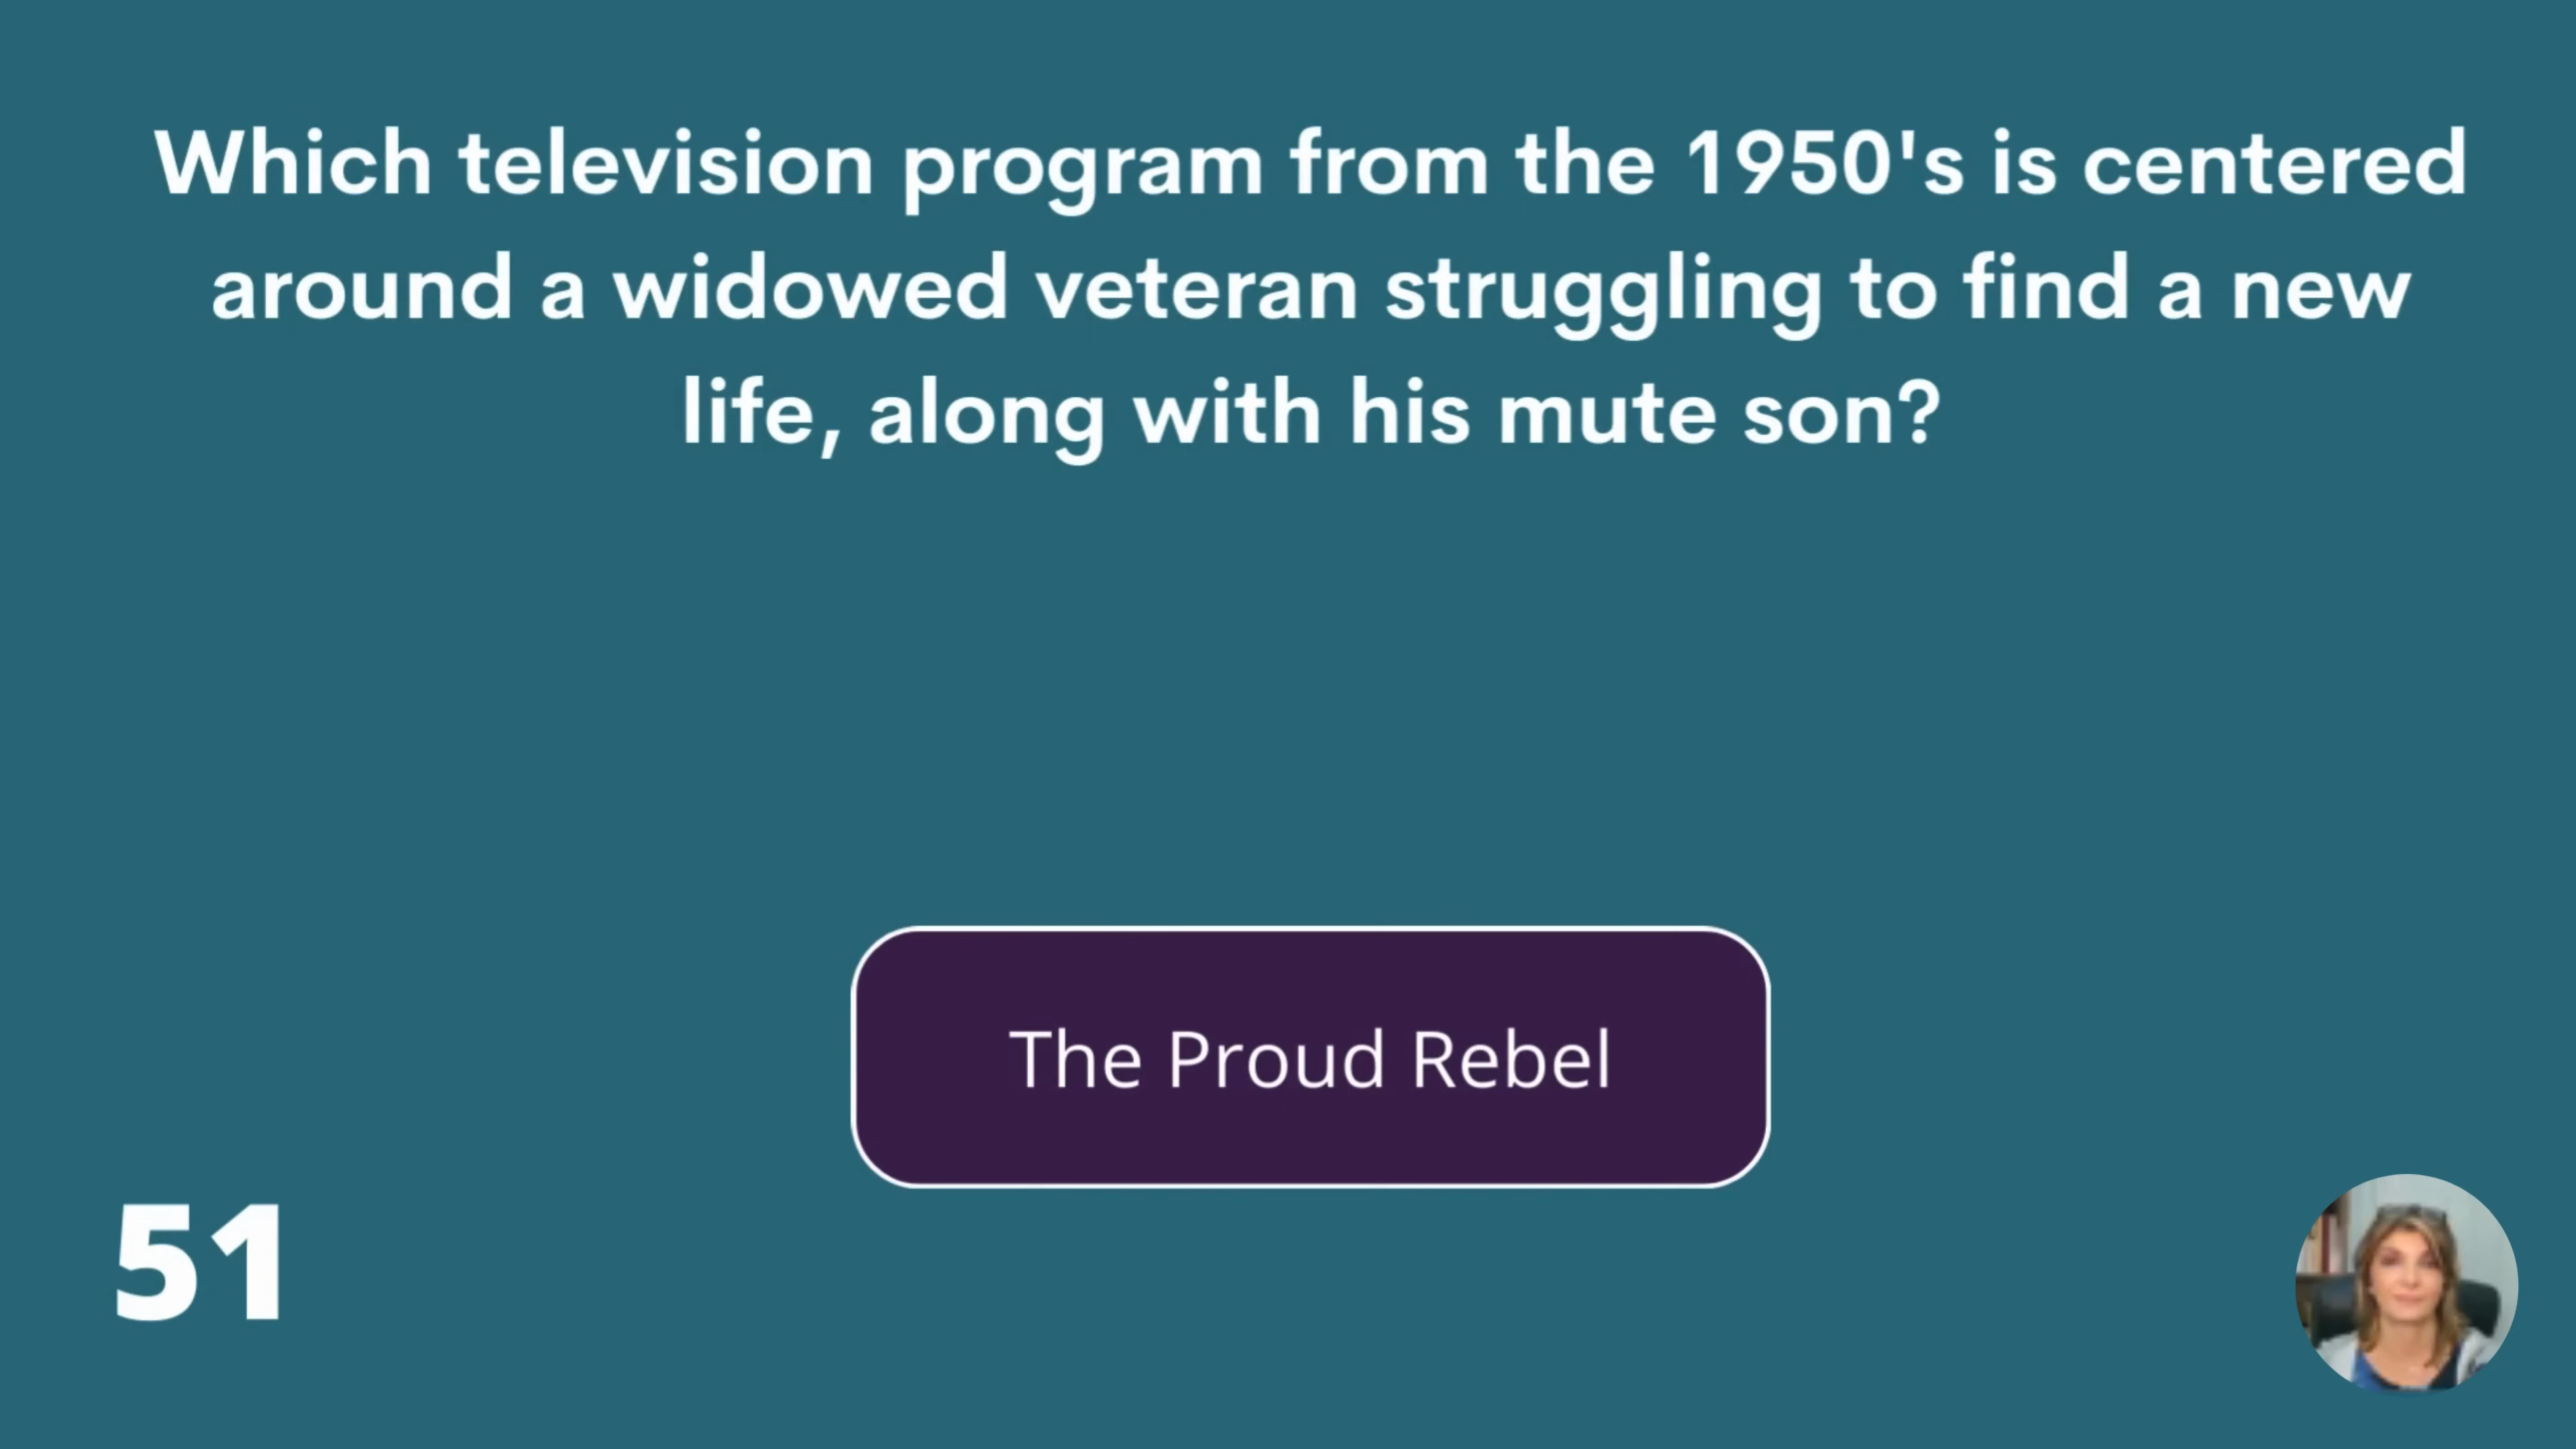 Which television program from the 1950's is centered
around a widowed veteran struggling to find a new
life, along with his mute son?
The Proud Rebel
51